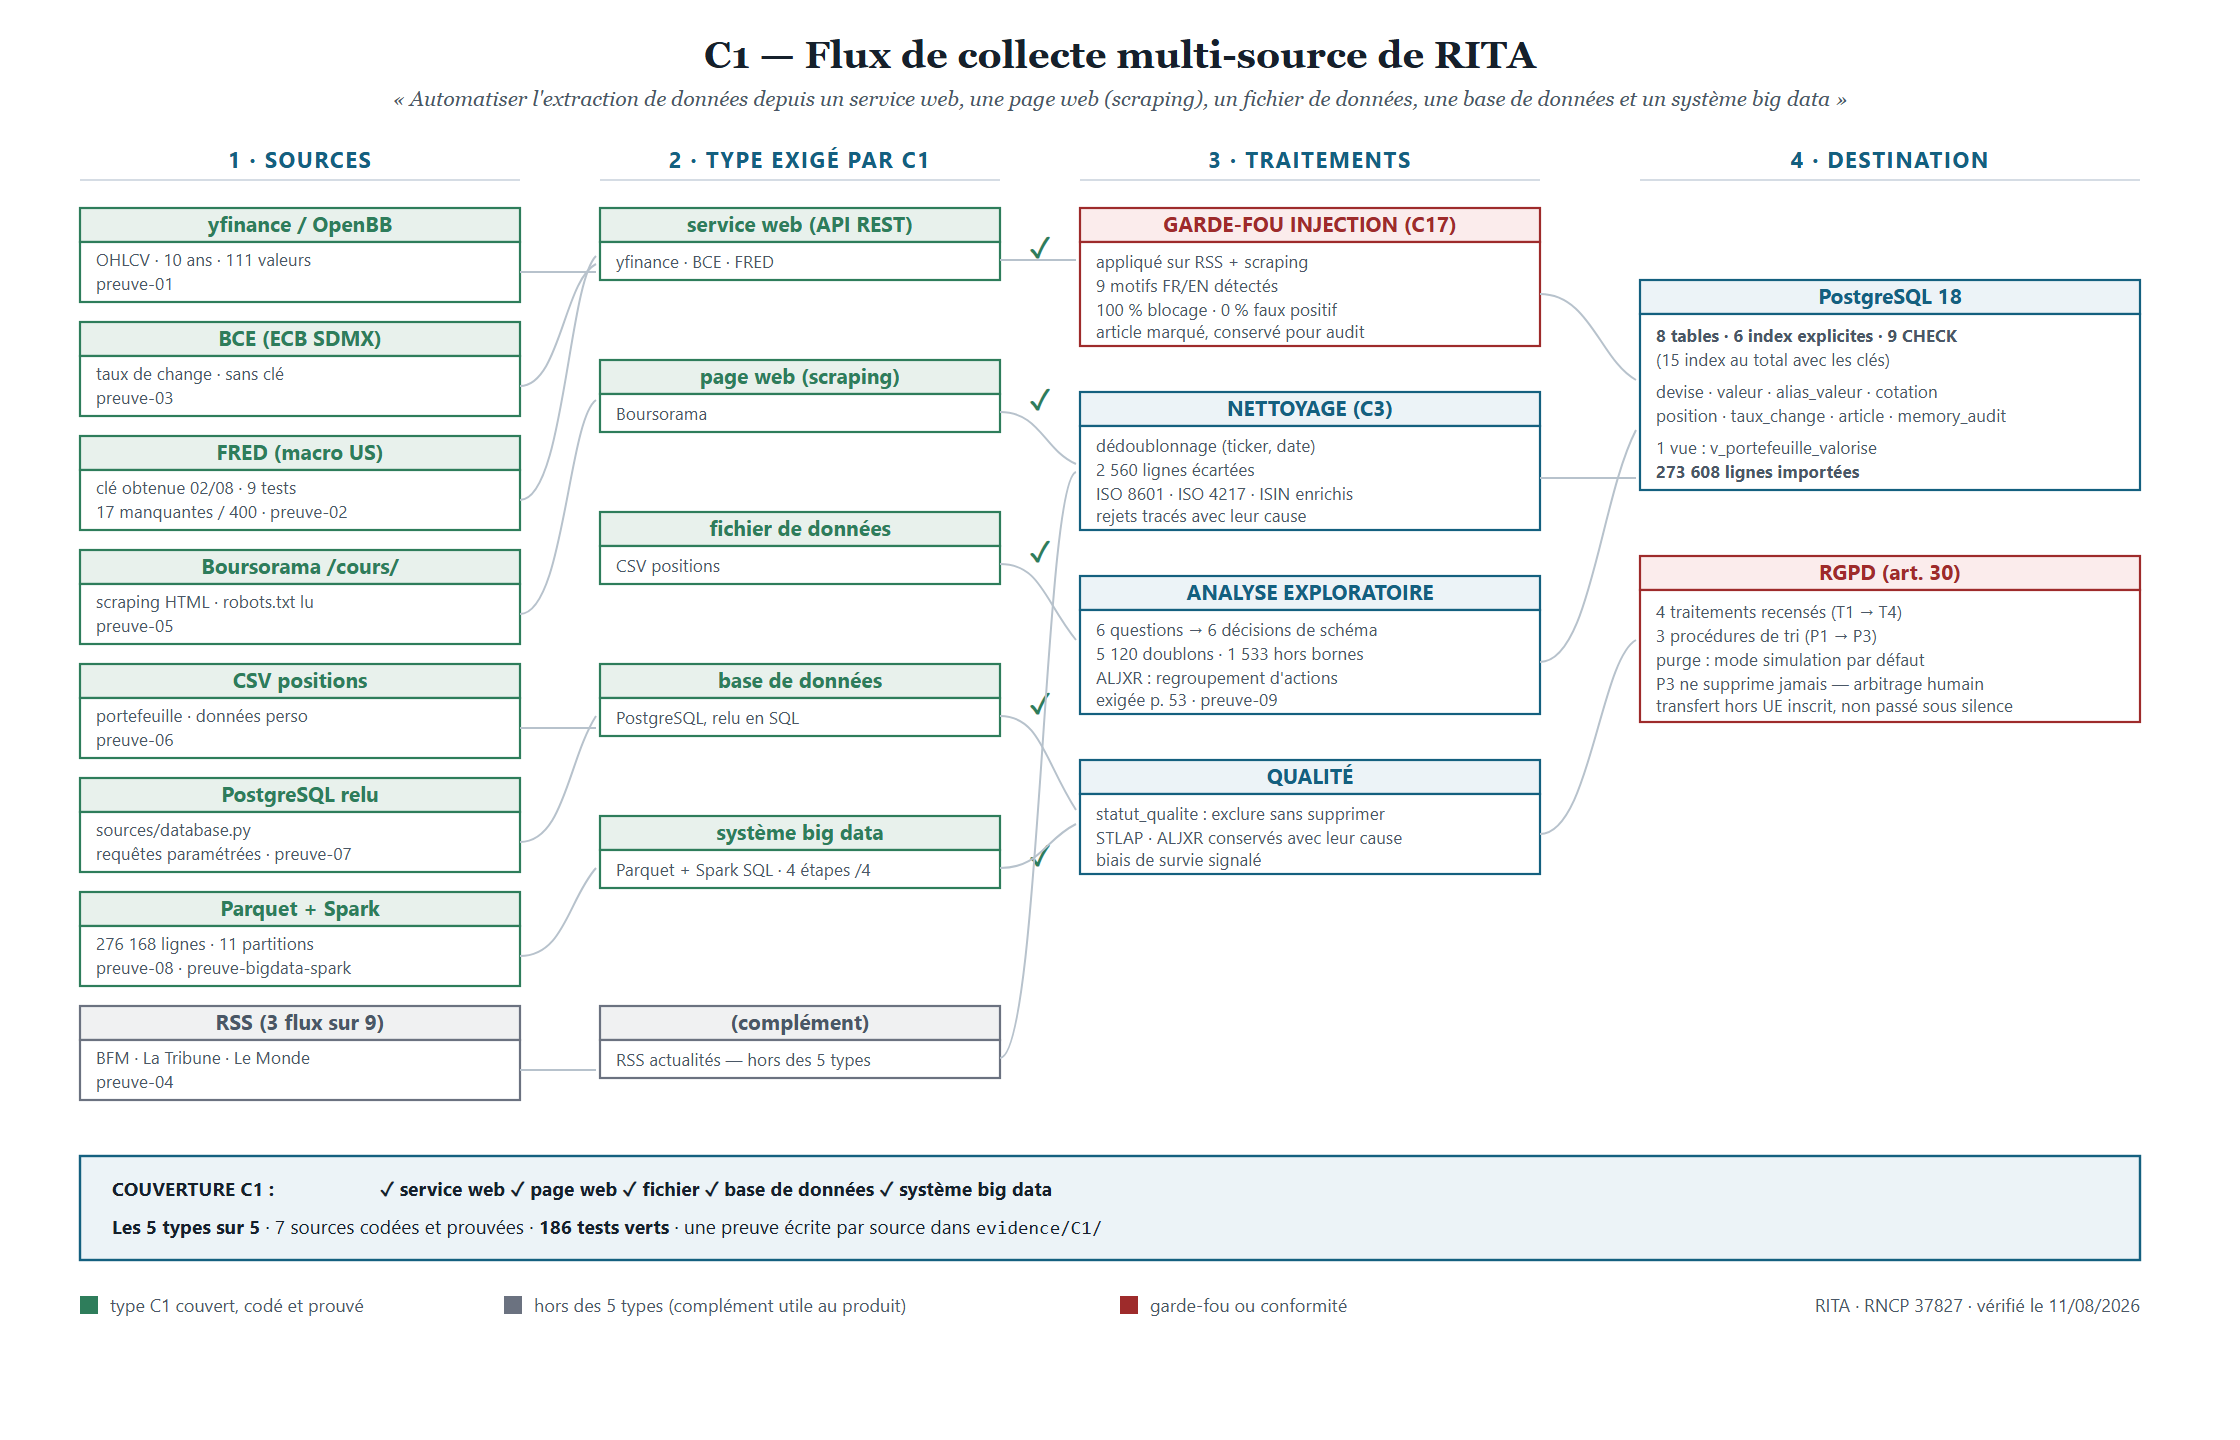 C1 — Flux de collecte multi-source de RITA
« Automatiser l'extraction de données depuis un service web, une page web (scraping), un fichier de données, une base de données et un système big data »
1 · SOURCES
yfinance / OpenBB
OHLCV · 10 ans · 111 valeurs
preuve-01
BCE (ECB SDMX)
taux de change · sans clé
preuve-03
FRED (macro US)
clé obtenue 02/08 · 9 tests
17 manquantes / 400 · preuve-02
Boursorama /cours/
scraping HTML · robots.txt lu
preuve-05
CSV positions
portefeuille · données perso
preuve-06
PostgreSQL relu
sources/database.py
requêtes paramétrées · preuve-07
Parquet + Spark
276 168 lignes · 11 partitions
preuve-08 · preuve-bigdata-spark
RSS (3 flux sur 9)
BFM · La Tribune · Le Monde
preuve-04
2 · TYPE EXIGÉ PAR C1
service web (API REST)
yfinance · BCE · FRED
✓
page web (scraping)
Boursorama
✓
fichier de données
CSV positions
✓
base de données
PostgreSQL, relu en SQL
✓
système big data
Parquet + Spark SQL · 4 étapes /4
✓
(complément)
RSS actualités — hors des 5 types
3 · TRAITEMENTS
GARDE-FOU INJECTION (C17)
appliqué sur RSS + scraping
9 motifs FR/EN détectés
100 % blocage · 0 % faux positif
article marqué, conservé pour audit
NETTOYAGE (C3)
dédoublonnage (ticker, date)
2 560 lignes écartées
ISO 8601 · ISO 4217 · ISIN enrichis
rejets tracés avec leur cause
ANALYSE EXPLORATOIRE
6 questions → 6 décisions de schéma
5 120 doublons · 1 533 hors bornes
ALJXR : regroupement d'actions
exigée p. 53 · preuve-09
QUALITÉ
statut_qualite : exclure sans supprimer
STLAP · ALJXR conservés avec leur cause
biais de survie signalé
4 · DESTINATION
PostgreSQL 18
8 tables · 6 index explicites · 9 CHECK
(15 index au total avec les clés)
devise · valeur · alias_valeur · cotation
position · taux_change · article · memory_audit
1 vue : v_portefeuille_valorise
273 608 lignes importées
RGPD (art. 30)
4 traitements recensés (T1 → T4)
3 procédures de tri (P1 → P3)
purge : mode simulation par défaut
P3 ne supprime jamais — arbitrage humain
transfert hors UE inscrit, non passé sous silence
COUVERTURE C1 : ✓ service web ✓ page web ✓ fichier ✓ base de données ✓ système big data
Les 5 types sur 5 · 7 sources codées et prouvées · 186 tests verts · une preuve écrite par source dans evidence/C1/
type C1 couvert, codé et prouvé
hors des 5 types (complément utile au produit)
garde-fou ou conformité
RITA · RNCP 37827 · vérifié le 11/08/2026